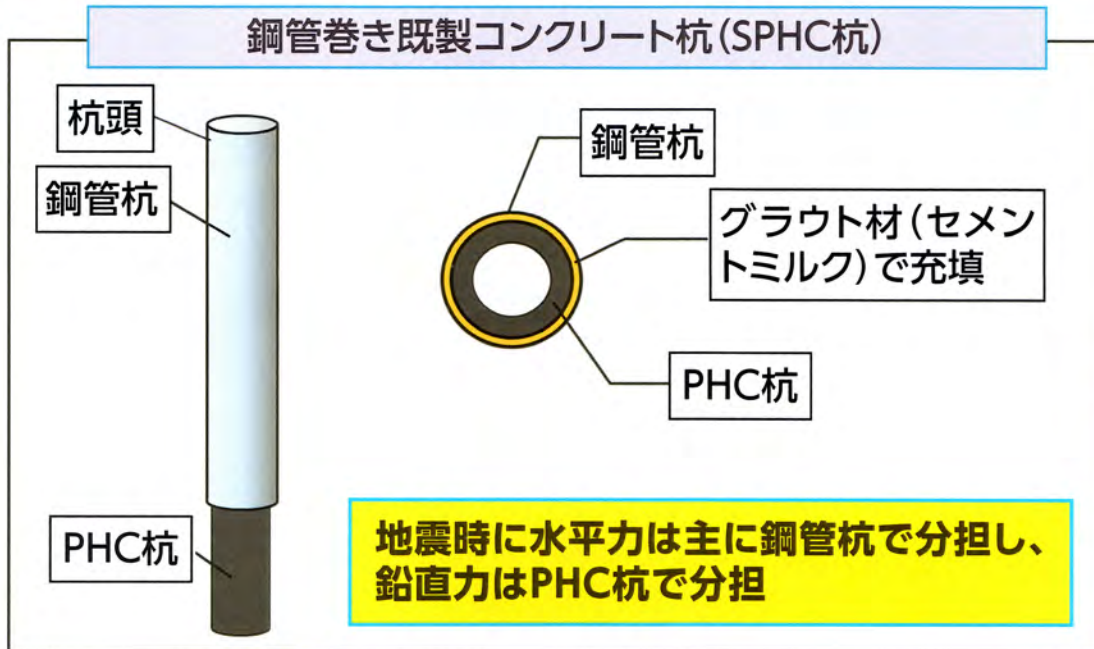 鋼管巻き既製コンクリート杭(SPHC杭)
杭頭
鋼管杭
PHC杭
鋼管杭
グラウト材(セメン
トミルク)で充填
PHC杭
地震時に水平力は主に鋼管杭で分担し、
鉛直力はPHC杭で分担